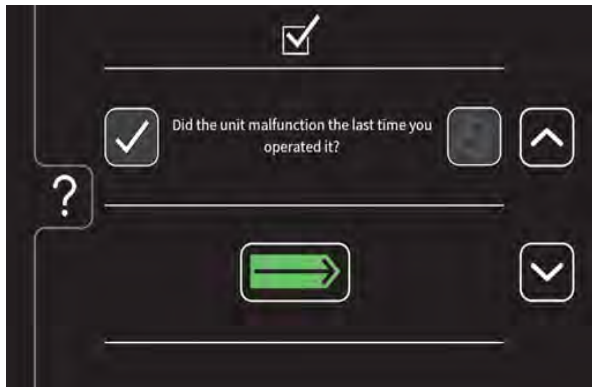 Did the unit malfunction the last time you
operated it?
?